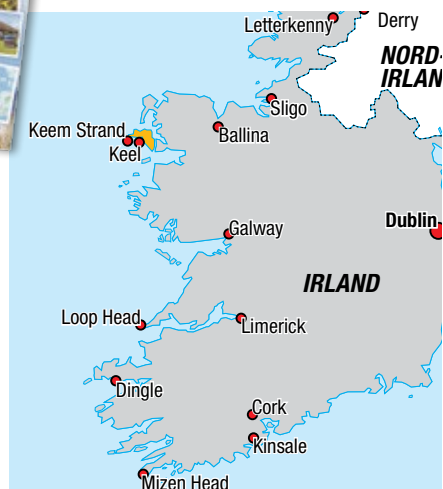 Letterkenny
Derry
NORD-
IRLAN
Sligo
Keem Strand
Ballina
Keel
Dublin
Galway
IRLAND
Loop Head
Limerick
Dingle
Cork
Kinsale
Mizen Head